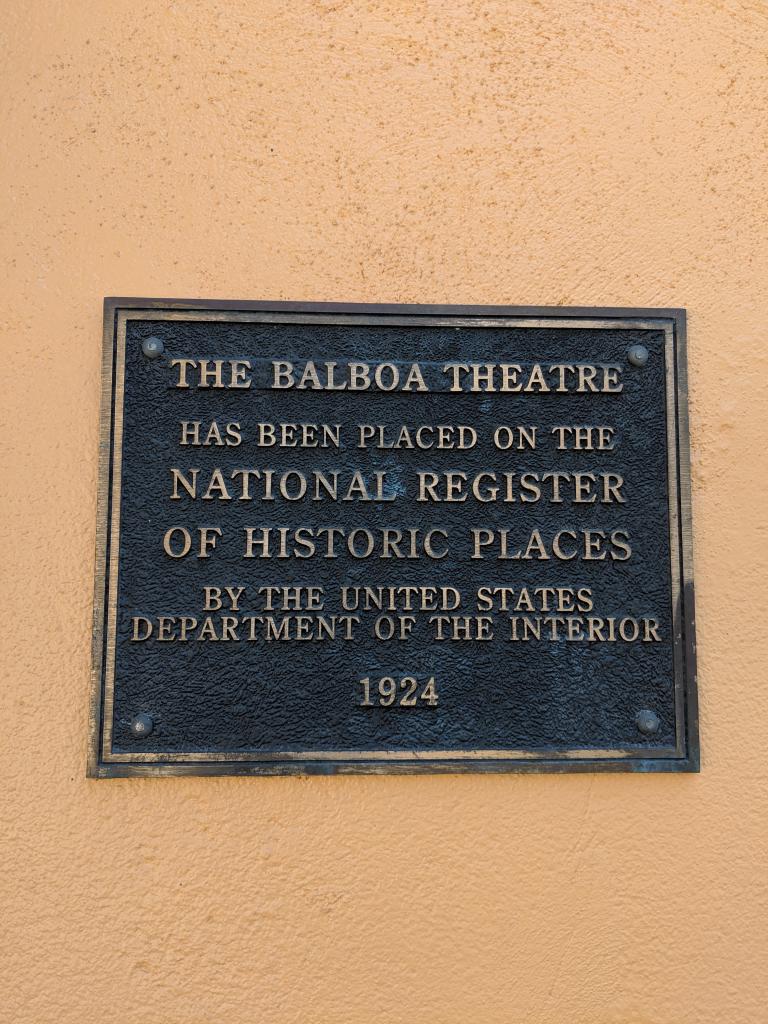 THE BALBOA THEATRE
HAS BEEN PLACED ON THE
NATIONAL REGISTER
OF HISTORIC PLACES
BY THE UNITED STATES
DEPARTMENT OF THE INTERIOR
1924